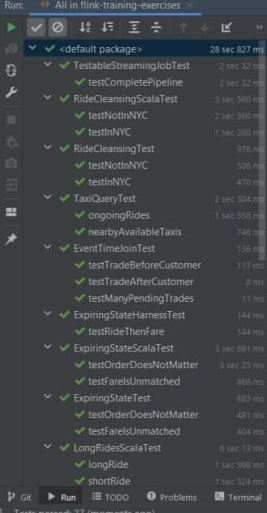 Run: All in flink-training-exercises
<default package> 28 sec 827 ms
TestableStreamingJobTest 2 sec 32 ms
testCompletePipeline 2 sec 32 ms
RideCleansingScalaTest 3 sec 560 ms
testNotInNYC 2 sec 360 ms
testInNYC 1 sec 200 ms
RideCleansingTest 976 ms
testNotInNYC 506 ms
testInNYC 470 ms
TaxiQueryTest 2 sec 304 ms
ongoingRides 1 sec 558 ms
nearbyAvailableTaxis 746 ms
EventTimeJoinTest 136 ms
testTradeBeforeCustomer 117 ms
testTradeAfterCustomer 8 ms
testManyPendingTrades 11 ms
ExpiringStateHarnessTest 144 ms
testRideThenFare 144 ms
ExpiringStateScalaTest 3 sec 891 ms
testOrderDoesNotMatter 3 sec 25 ms
testFareIsUnmatched 866 ms
ExpiringStateTest 885 ms
testOrderDoesNotMatter 481 ms
testFareIsUnmatched 404 ms
LongRidesScalaTest 6 sec 13 ms
longRide 1 sec 998 ms
shortRide 1 sec 324 ms
Git Run TODO Problems Terminal